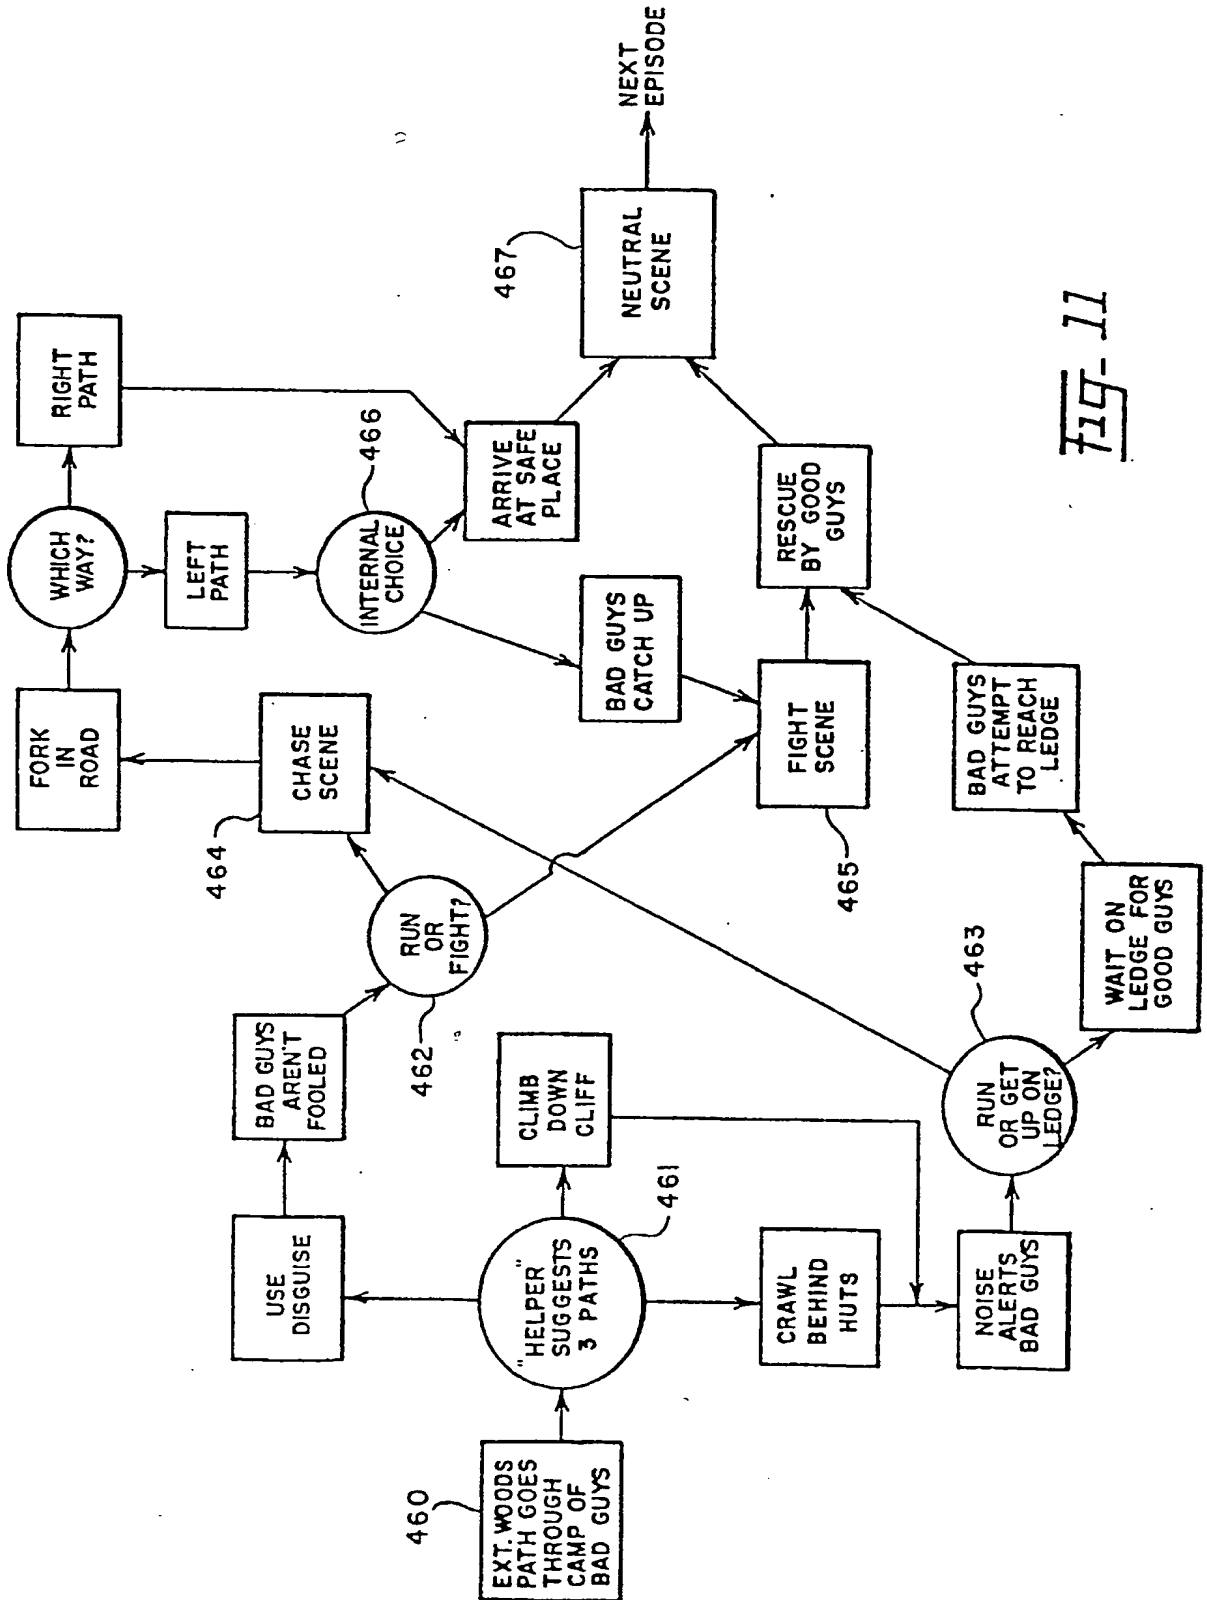 460
EXT. WOODS
PATH GOES
THROUGH
CAMP OF
BAD GUYS
"HELPER"
SUGGESTS
3 PATHS
461
USE
DISGUISE
BAD GUYS
AREN'T
FOOLED
CLIMB
DOWN
CLIFF
CRAWL
BEHIND
HUTS
NOISE
ALERTS
BAD GUYS
RUN
OR
FIGHT?
462
RUN
OR GET
UP ON
LEDGE?
463
464
CHASE
SCENE
FORK
IN
ROAD
WHICH
WAY?
RIGHT
PATH
LEFT
PATH
INTERNAL
CHOICE
466
ARRIVE
AT SAFE
PLACE
BAD GUYS
CATCH UP
FIGHT
SCENE
465
WAIT ON
LEDGE FOR
GOOD GUYS
BAD GUYS
ATTEMPT
TO REACH
LEDGE
RESCUE
BY GOOD
GUYS
467
NEUTRAL
SCENE
NEXT
EPISODE
Fig-11